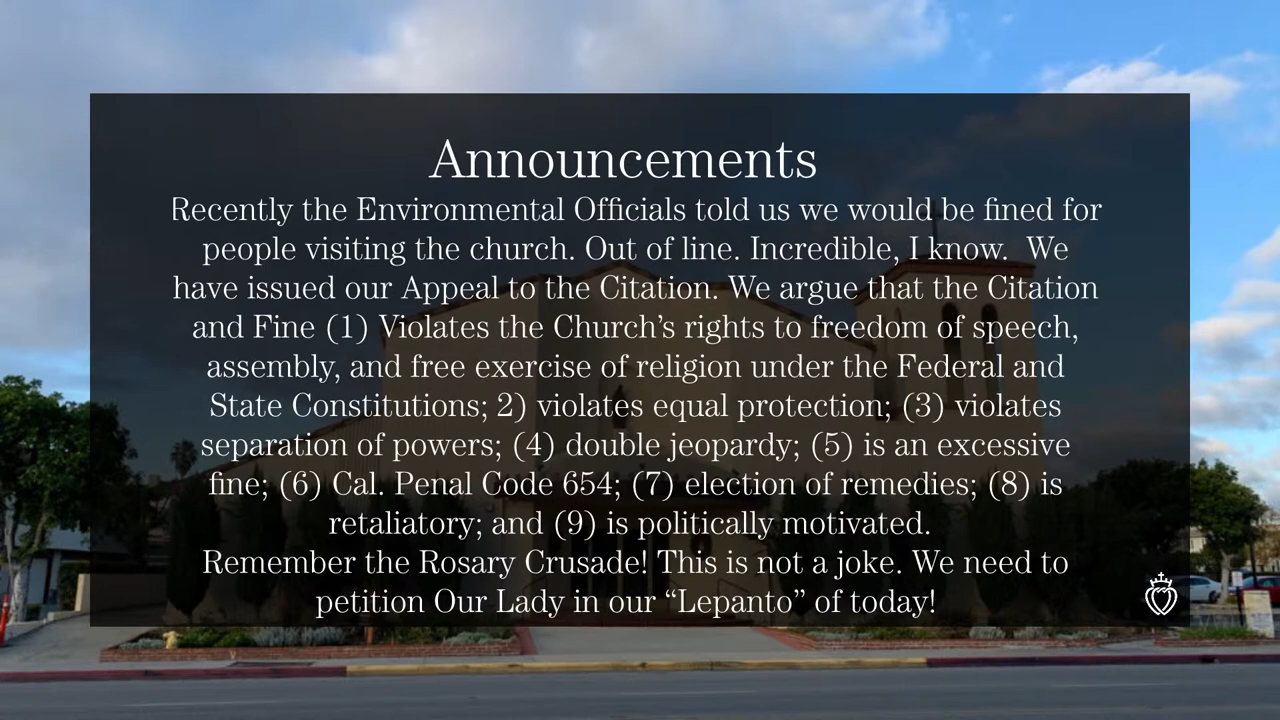 Announcements
Recently the Environmental Officials told us we would be fined for
people visiting the church. Out of line. Incredible, I know.  We
have issued our Appeal to the Citation. We argue that the Citation
and Fine (1) Violates the Church’s rights to freedom of speech,
assembly, and free exercise of religion under the Federal and
State Constitutions; 2) violates equal protection; (3) violates
separation of powers; (4) double jeopardy; (5) is an excessive
fine; (6) Cal. Penal Code 654; (7) election of remedies; (8) is
retaliatory; and (9) is politically motivated.
Remember the Rosary Crusade! This is not a joke. We need to
petition Our Lady in our “Lepanto” of today!